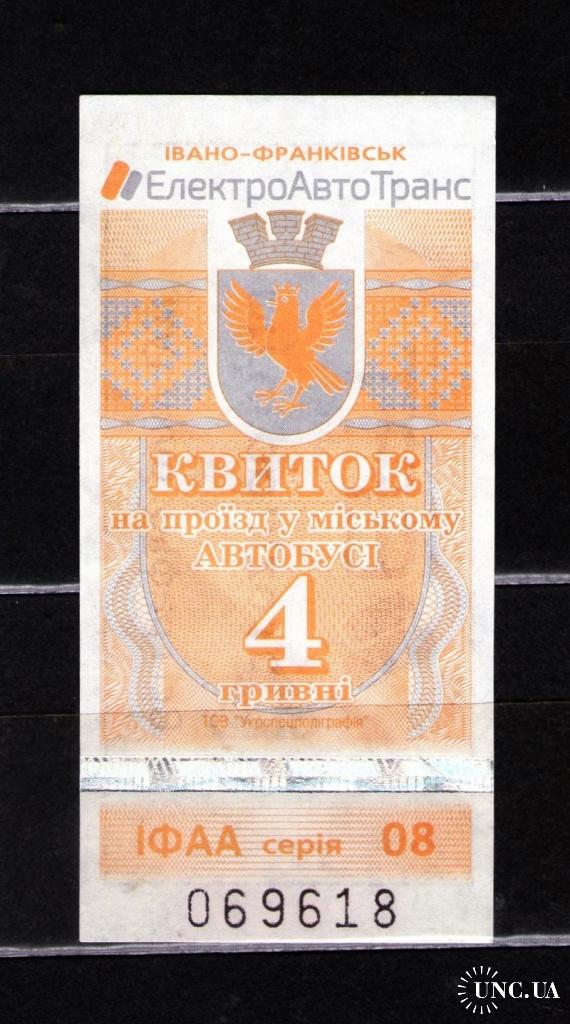 ІВАНО-ФРАНКІВСЬК
ЕлектроАвтоТранс
КВИТОК
на проїзд у міському
АВТОБУСІ
4
гривні
ТОВ "Укрспецполіграфія"
ІФАА серія 08
069618
UNC.UA